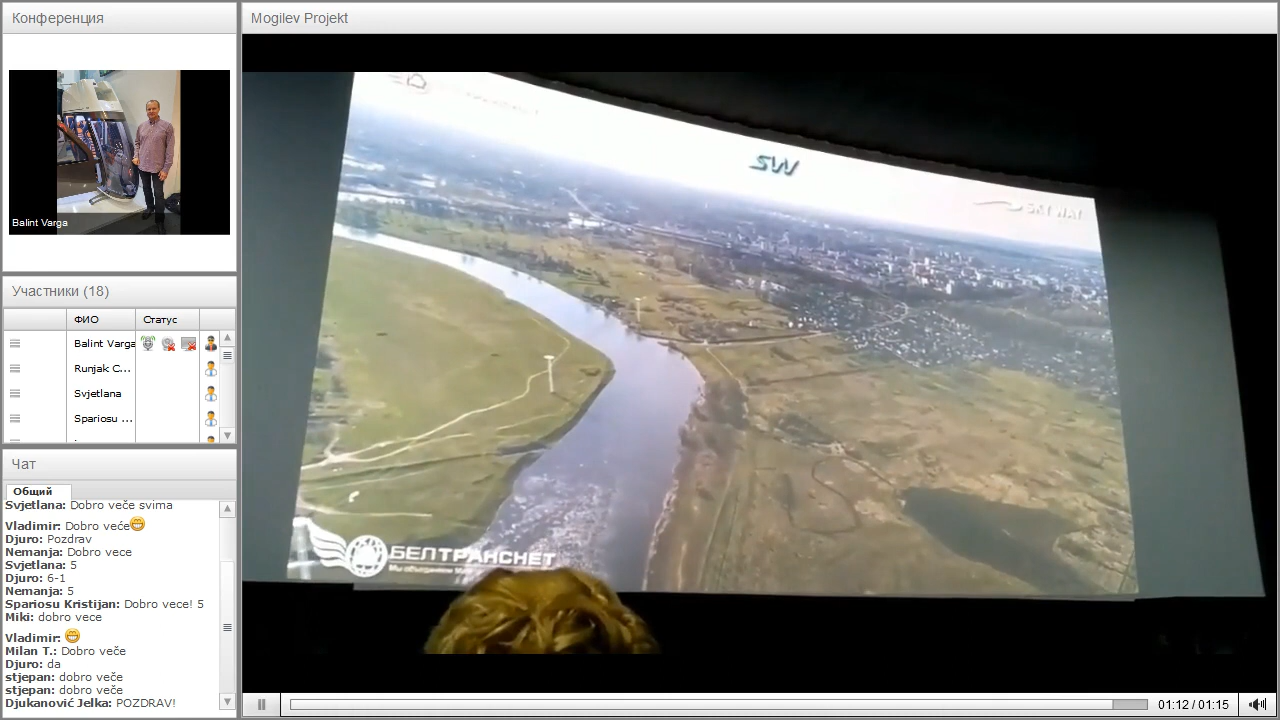 Конференция
Balint Varga
Участники (18)
ФИО
Статус
Balint Varga
Runjak C...
Svjetlana
Spariosu ...
Чат
Общий
Svjetlana: Dobro veče svima
Vladimir: Dobro veće
Djuro: Pozdrav
Nemanja: Dobro vece
Svjetlana: 5
Djuro: 6-1
Nemanja: 5
Spariosu Kristijan: Dobro vece! 5
Miki: dobro vece
Vladimir:
Milan T.: Dobro veče
Djuro: da
stjepan: dobro veče
stjepan: dobro veče
Djukanović Jelka: POZDRAV!
Mogilev Projekt
SW
SKY WAY
БЕЛТРАНСНЕТ
Мы объединяем
01:12 / 01:15